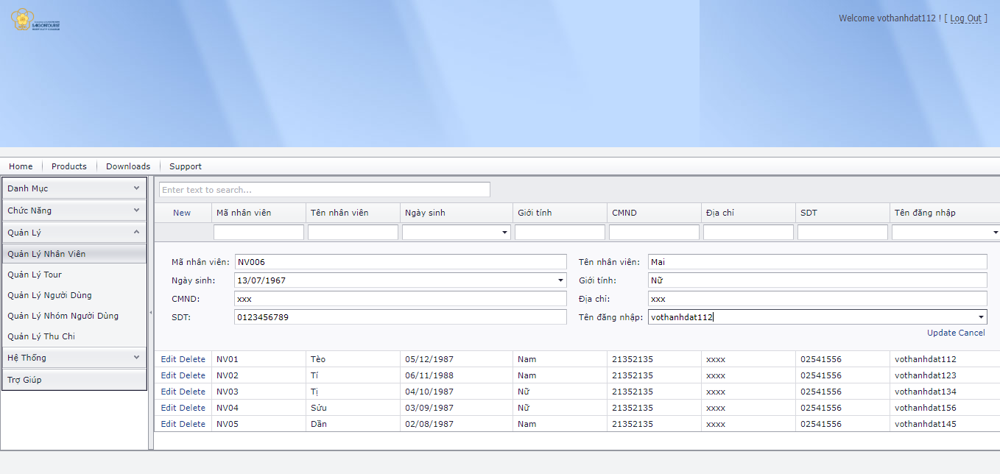 SAIGONTOURIST
Welcome vothanhdat112 ! [ Log Out ]
Home Products Downloads Support
Danh Mục
Chức Năng
Quản Lý
Quản Lý Nhân Viên
Quản Lý Tour
Quản Lý Người Dùng
Quản Lý Nhóm Người Dùng
Quản Lý Thu Chi
Hệ Thống
Trợ Giúp
Enter text to search...
New Mã nhân viên Tên nhân viên Ngày sinh Giới tính CMND Địa chỉ SDT Tên đăng nhập
Mã nhân viên: NV006 Tên nhân viên: Mai
Ngày sinh: 13/07/1967 Giới tính: Nữ
CMND: xxx Địa chỉ: xxx
SDT: 0123456789 Tên đăng nhập: vothanhdat112
Update Cancel
Edit Delete NV01 Tèo 05/12/1987 Nam 21352135 xxxx 02541556 vothanhdat112
Edit Delete NV02 Tí 06/11/1988 Nam 21352135 xxxx 02541556 vothanhdat123
Edit Delete NV03 Tị 04/10/1987 Nữ 21352135 xxxx 02541556 vothanhdat134
Edit Delete NV04 Sửu 03/09/1987 Nữ 21352135 xxxx 02541556 vothanhdat156
Edit Delete NV05 Dần 02/08/1987 Nam 21352135 xxxx 02541556 vothanhdat145